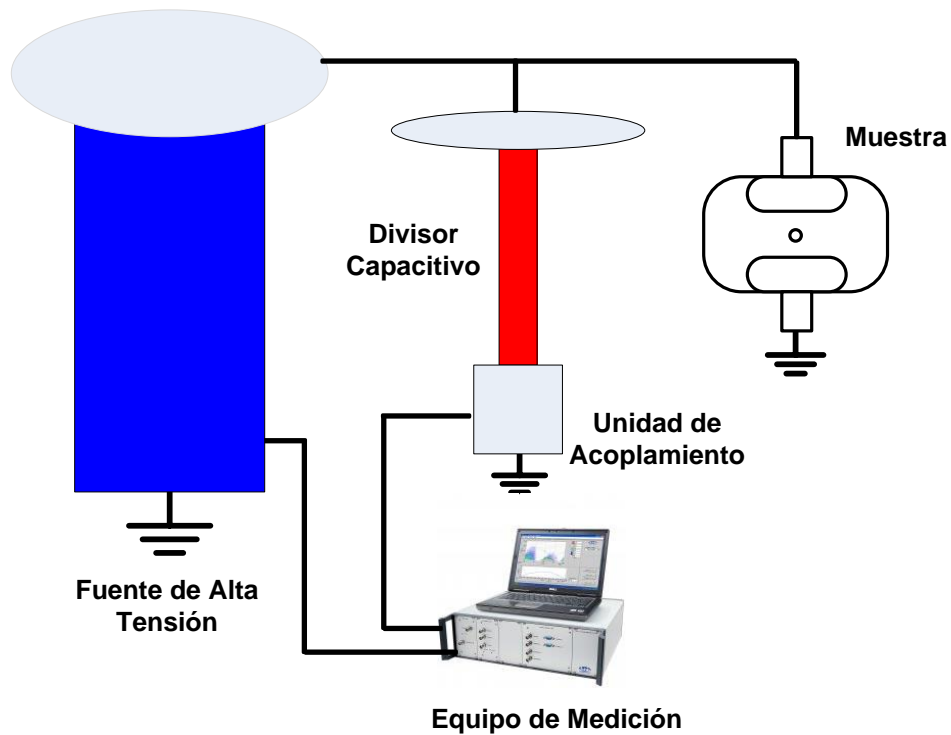 Muestra
Divisor
Capacitivo
Unidad de
Acoplamiento
Fuente de Alta
Tensión
Equipo de Medición